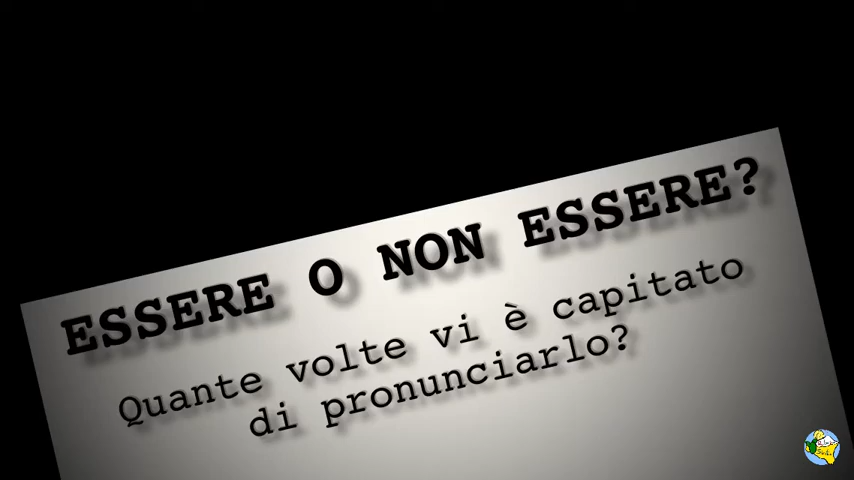 ESSERE O NON ESSERE?
Quante volte vi è capitato
di pronunciarlo?